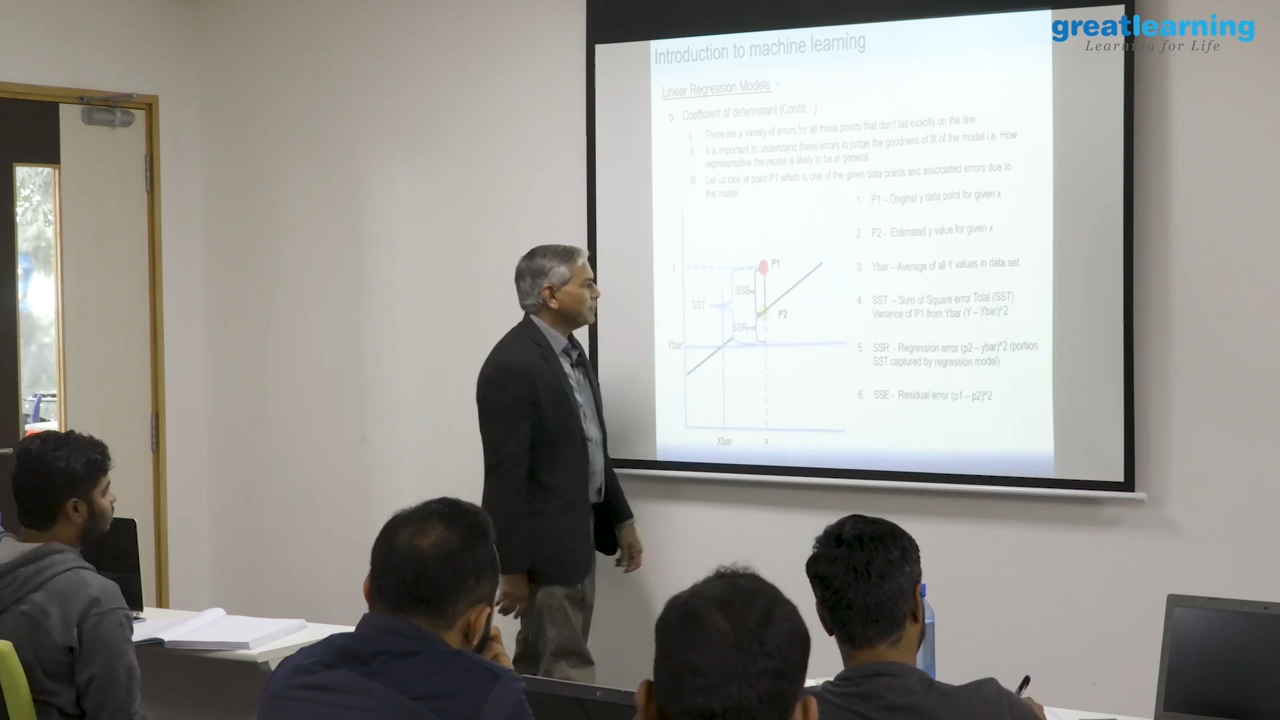 greatlearning
Learning for Life
Introduction to machine learning
Linear Regression Models -
o. Coefficient of determinant (Contd...)
I. There are a variety of errors for all those points that don't fall exactly on the line.
II. It is important to understand these errors to judge the goodness of fit of the model i.e. How
representative the model is likely to be in general
III. Let us look at point P1 which is one of the given data points and associated errors due to
the model
1. P1 – Original y data point for given x
2. P2 - Estimated y value for given x
3. Ybar – Average of all Y values in data set
4. SST – Sum of Square error Total (SST)
Variance of P1 from Ybar (Y – Ybar)^2
5. SSR - Regression error (p2 – ybar)^2 (portion
SST captured by regression model)
6. SSE - Residual error (p1 – p2)^2
y
P1
SSE
SST
P2
SSR
Ybar
Xbar
x